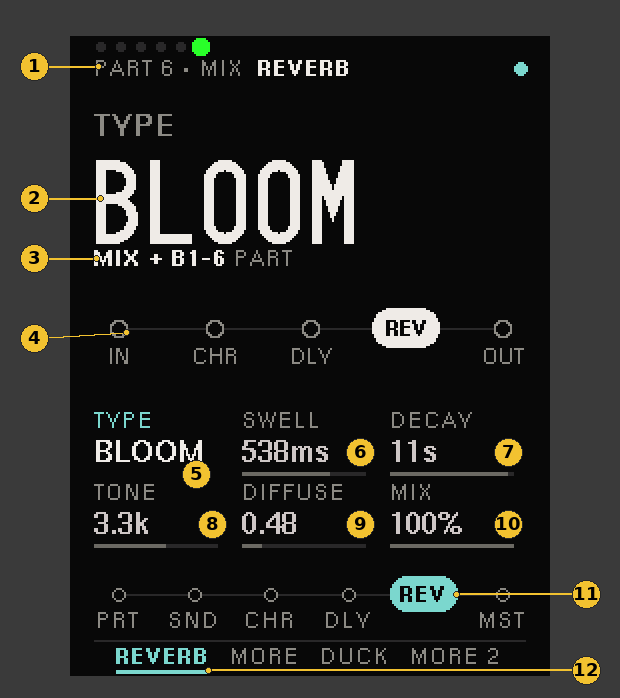 1 PART 6 · MIX REVERB
TYPE
2 BLOOM
3 MIX + B1-6 PART
4 REV
IN CHR DLY OUT
TYPE SWELL DECAY
BLOOM 538ms 6 11s 7
5
TONE DIFFUSE MIX
3.3k 8 0.48 9 100% 10
REV 11
PRT SND CHR DLY MST
REVERB MORE DUCK MORE 2
12